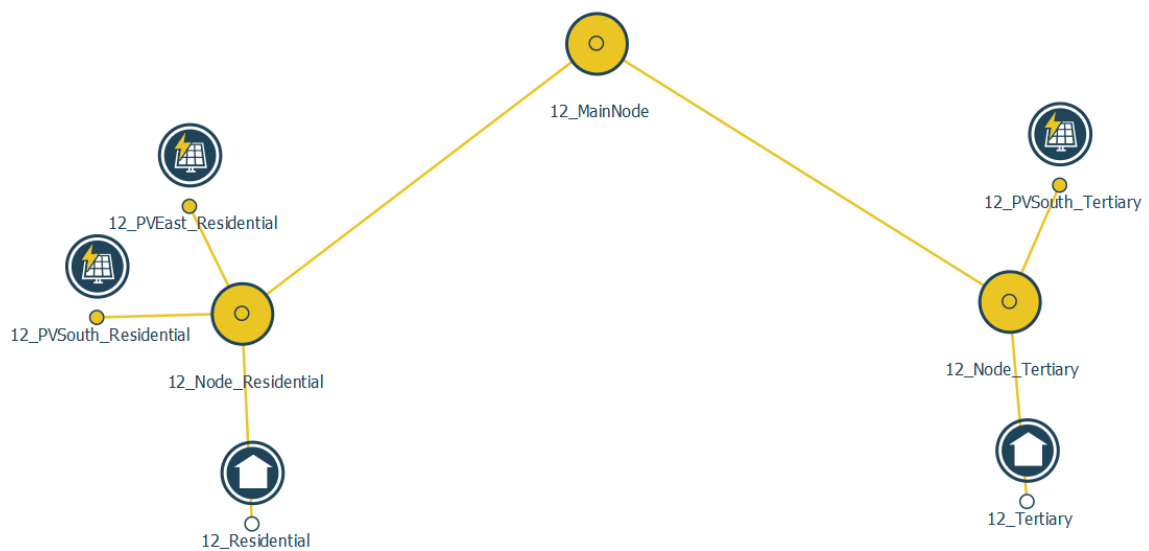 12_MainNode
12_PVSouth_Tertiary
12_PVEast_Residential
12_PVSouth_Residential
12_Node_Residential
12_Node_Tertiary
12_Tertiary
12_Residential